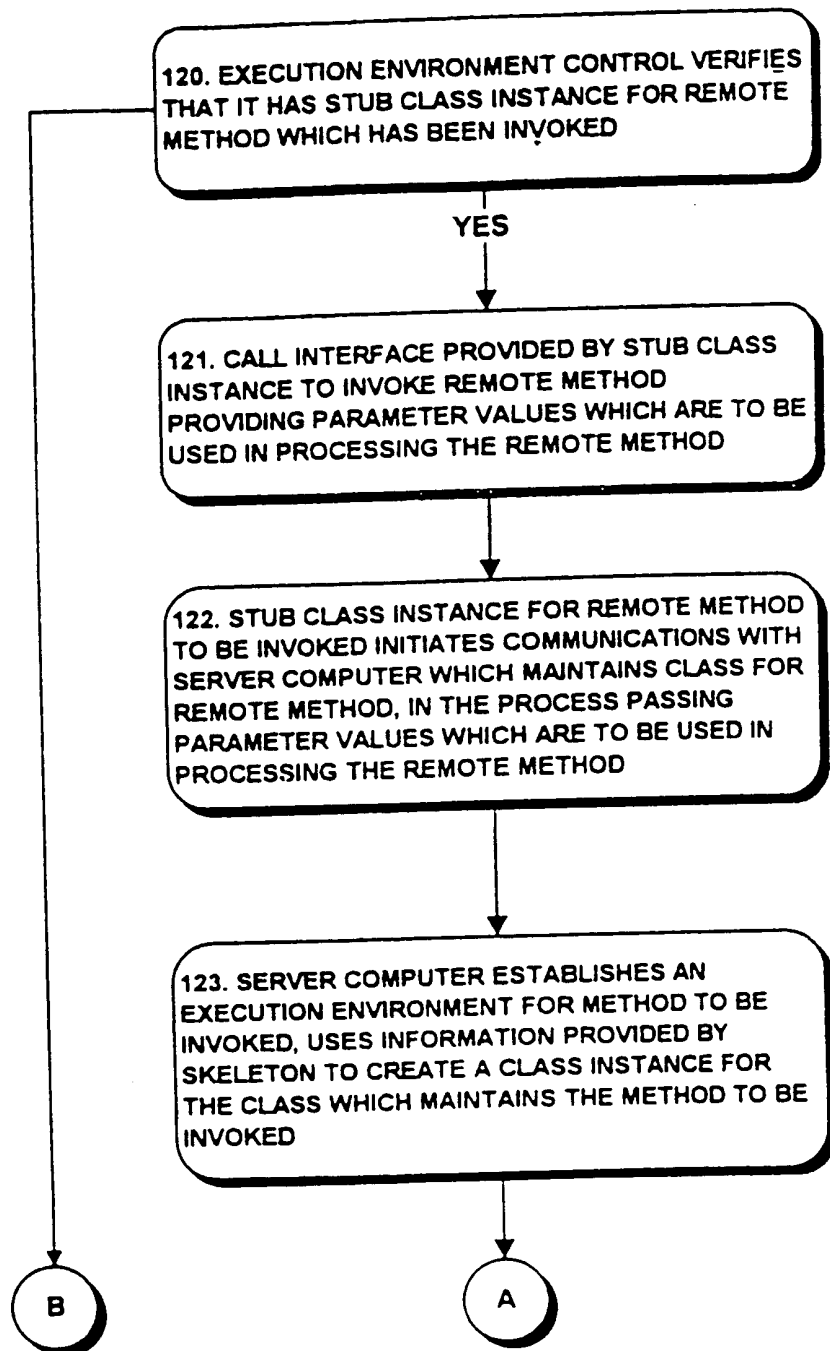 120. EXECUTION ENVIRONMENT CONTROL VERIFIES
THAT IT HAS STUB CLASS INSTANCE FOR REMOTE
METHOD WHICH HAS BEEN INVOKED
YES
121. CALL INTERFACE PROVIDED BY STUB CLASS
INSTANCE TO INVOKE REMOTE METHOD
PROVIDING PARAMETER VALUES WHICH ARE TO BE
USED IN PROCESSING THE REMOTE METHOD
122. STUB CLASS INSTANCE FOR REMOTE METHOD
TO BE INVOKED INITIATES COMMUNICATIONS WITH
SERVER COMPUTER WHICH MAINTAINS CLASS FOR
REMOTE METHOD, IN THE PROCESS PASSING
PARAMETER VALUES WHICH ARE TO BE USED IN
PROCESSING THE REMOTE METHOD
123. SERVER COMPUTER ESTABLISHES AN
EXECUTION ENVIRONMENT FOR METHOD TO BE
INVOKED, USES INFORMATION PROVIDED BY
SKELETON TO CREATE A CLASS INSTANCE FOR
THE CLASS WHICH MAINTAINS THE METHOD TO BE
INVOKED
B
A